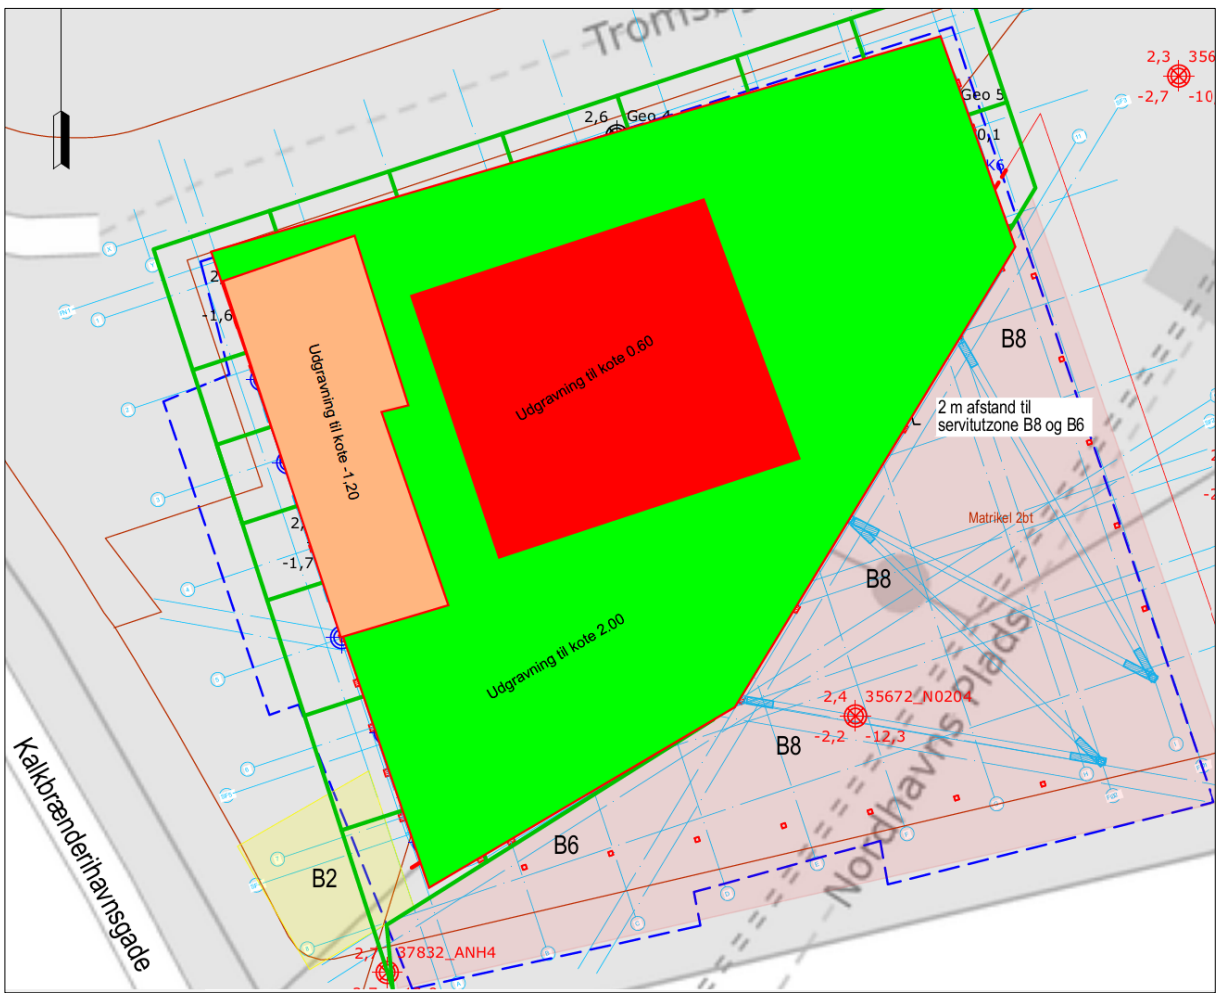 2,3 356
-2,7 -10,
2,6 Geo 4
Geo 5
0,1
K6
-1,6
Udgravning til kote 0.60
Udgravning til kote -1,20
B8
2 m afstand til
servitutzone B8 og B6
Matrikel 2bt
-1,7
B8
Udgravning til kote 2.00
2,4 35672_N0204
-2,2 -12,3
B8
Nordhavns Plads
Kalkbrænderihavnsgade
B6
B2
2,7 37832_ANH4